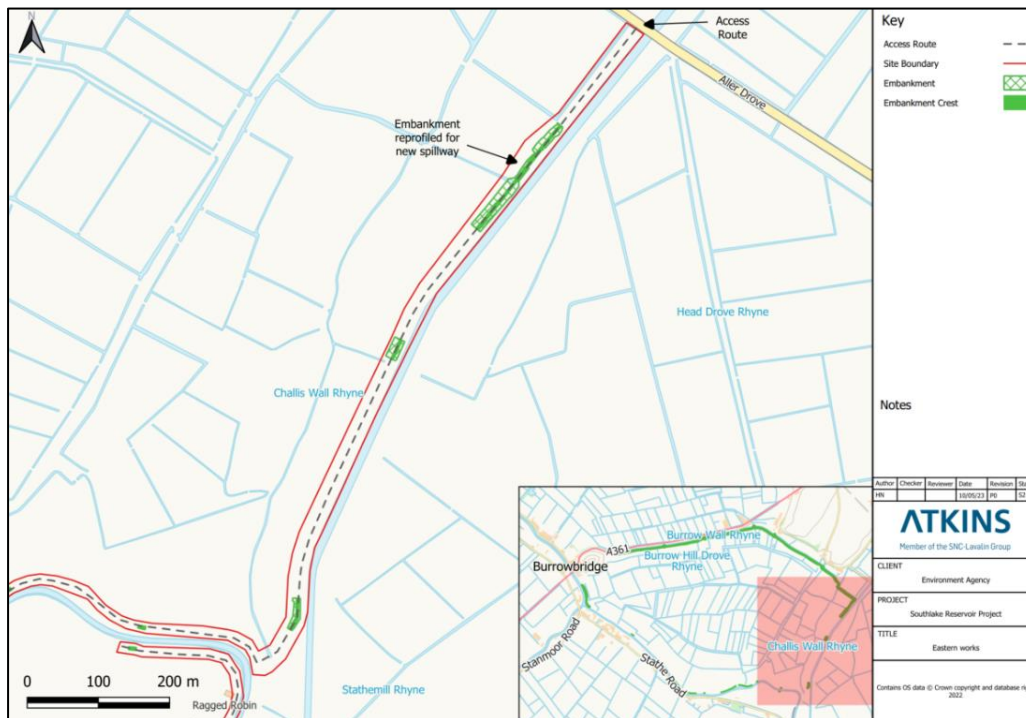 N
Access
Route
Aller Drove
Embankment
reprofiled for
new spillway
Head Drove Rhyne
Challis Wall Rhyne
Stathemill Rhyne
Ragged Robin
0 100 200 m
A361
Burrow Wall Rhyne
Burrow Hill Drove
Rhyne
Burrowbridge
Stanmoor Road
Stathe Road
Challis Wall Rhyne
Key
Access Route
Site Boundary
Embankment
Embankment Crest
Notes
Author Checker Reviewer Date Revision
HN 10/05/23 P0 S2
ATKINS
Member of the SNC-Lavalin Group
CLIENT
Environment Agency
PROJECT
Southlake Reservoir Project
TITLE
Eastern works
Contains OS data © Crown copyright and database
2022